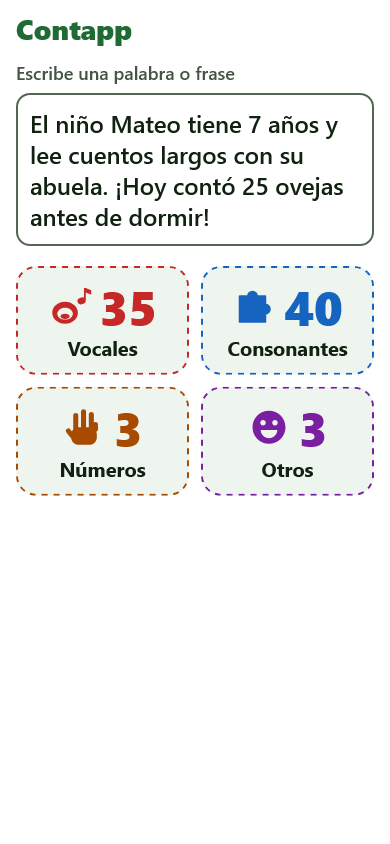 Contapp
Escribe una palabra o frase
El niño Mateo tiene 7 años y
lee cuentos largos con su
abuela. ¡Hoy contó 25 ovejas
antes de dormir!
35
Vocales
40
Consonantes
3
Números
3
Otros